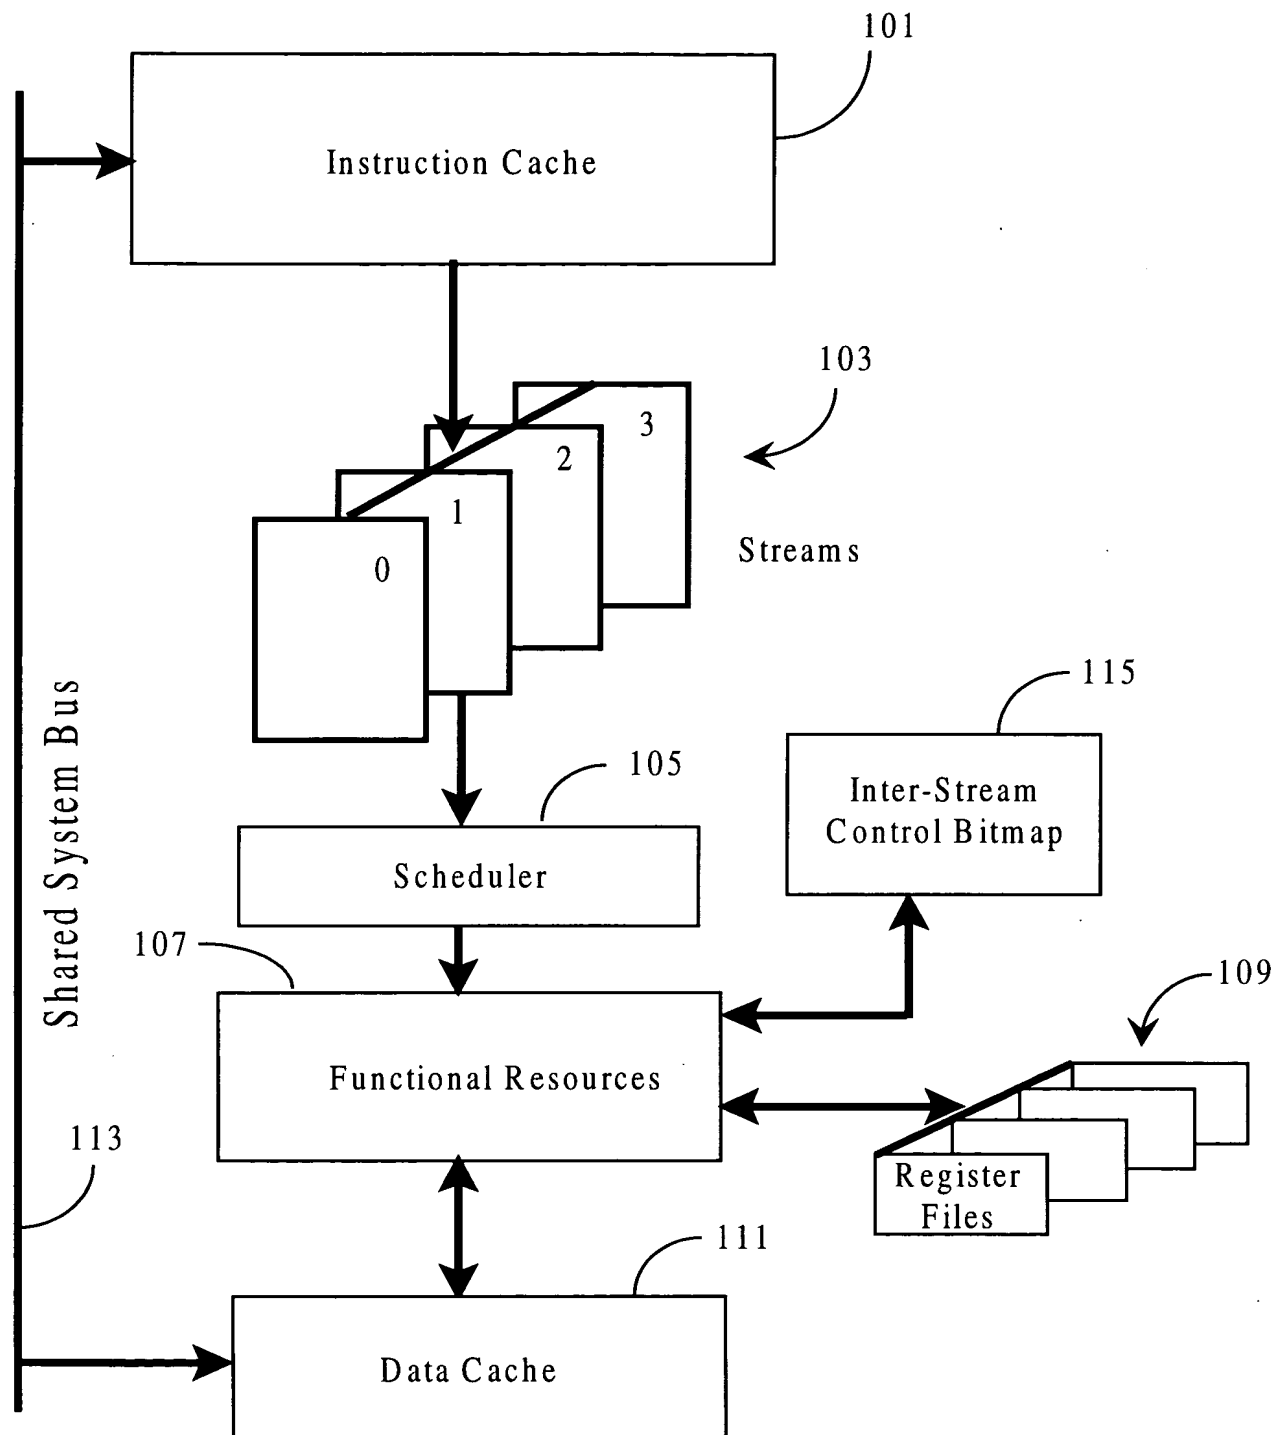 101
Instruction Cache
103
3
2
1
0
Streams
115
Inter-Stream
Control Bitmap
105
Scheduler
Shared System Bus
107
109
Functional Resources
113
Register
Files
111
Data Cache